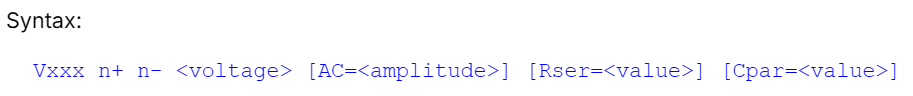 Syntax:
Vxxx n+ n- <voltage> [AC=<amplitude>] [Rser=<value>] [Cpar=<value>]